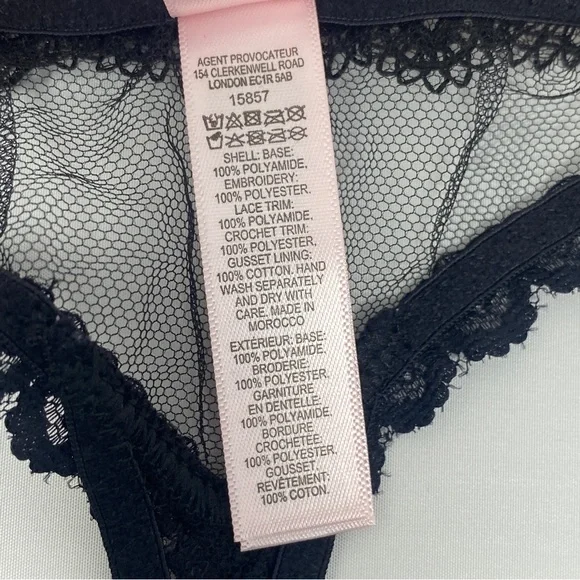 AGENT PROVOCATEUR
154 CLERKENWELL ROAD
LONDON EC1R 5AB
15857
SHELL: BASE:
100% POLYAMIDE.
EMBROIDERY:
100% POLYESTER.
LACE TRIM:
100% POLYAMIDE.
CROCHET TRIM:
100% POLYESTER,
GUSSET LINING:
100% COTTON. HAND
WASH SEPARATELY
AND DRY WITH
CARE. MADE IN
MOROCCO
EXTÉRIEUR: BASE:
100% POLYAMIDE.
BRODERIE:
100% POLYESTER.
GARNITURE
EN DENTELLE:
100% POLYAMIDE.
BORDURE
CROCHETÉE:
100% POLYESTER
GOUSSET.
REVÊTEMENT:
100% COTON.